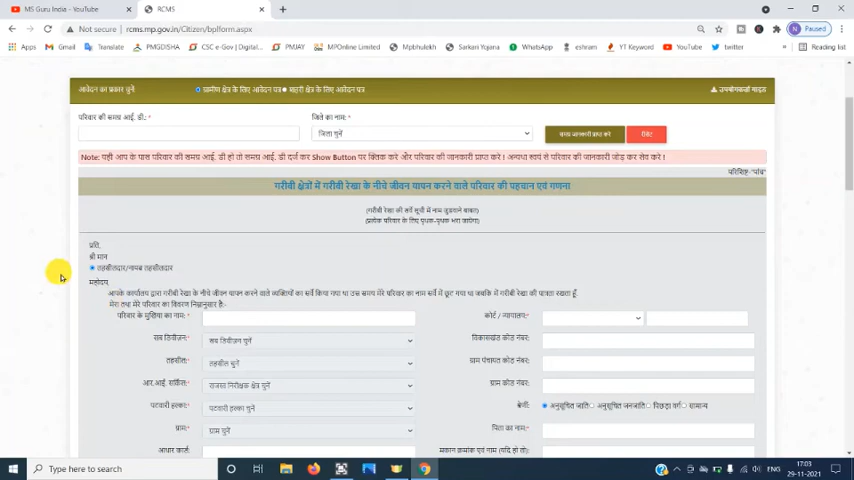 MS Guru India - YouTube
RCMS
Not secure | rcms.mp.gov.in/Citizen/bplform.aspx
Paused
Apps Gmail Translate PMGDISHA CSC e-Gov | Digital... PMJAY MPOnline Limited Mpbhulekh Sarkari Yojana WhatsApp eshram YT Keyword YouTube twitter Reading list
आवेदन का प्रकार चुने ग्रामीण क्षेत्र के लिए आवेदन पत्र शहरी क्षेत्र के लिए आवेदन पत्र उपयोगकर्ता गाइड
परिवार की समग्र आई. डी.: * जिले का नाम: *
जिला चुनें समग्र जानकारी प्राप्त करे रीसेट
Note: यदी आप के पास परिवार की समग्र आई. डी हो तो समग्र आई. डी दर्ज कर Show Button पर क्लिक करे और परिवार की जानकारी प्राप्त करे ! अन्यथा स्वयं से परिवार की जानकारी जोड़ कर सेव करे !
परिशिष्ट-"पांच"
गरीबी क्षेत्रों में गरीबी रेखा के नीचे जीवन यापन करने वाले परिवार की पहचान एवं गणना
(गरीबी रेखा की सर्वे सूची में नाम जुड़वाने बाबत)
(प्रत्येक परिवार के लिए पृथक-पृथक भरा जाएगा)
प्रति,
श्री मान
तहसीलदार/नायब तहसीलदार
महोदय,
आपके कार्यालय द्वारा गरीबी रेखा के नीचे जीवन यापन करने वाले व्यक्तियों का सर्वे किया गया था उस समय मेरे परिवार का नाम सर्वे में छूट गया था जबकि में गरीबी रेखा की पात्रता रखता हूँ.
मेरा तथा मेरे परिवार का विवरण निम्नानुसार है:-
परिवार के मुखिया का नाम: * कोर्ट / न्यायालय: *
सब डिवीज़न: * सब डिवीज़न चुनें विकासखंड कोड नंबर:
तहसील: * तहसील चुनें ग्राम पंचायत कोड नंबर:
आर.आई. सर्किल: * राजस्व निरीक्षक क्षेत्र चुनें ग्राम कोड नंबर:
पटवारी हल्का: * पटवारी हल्का चुनें श्रेणी: अनुसूचित जाति अनुसूचित जनजाति पिछड़ा वर्ग सामान्य
ग्राम: * ग्राम चुनें पिता का नाम: *
आधार कार्ड: मकान क्रमांक एवं नाम (यदि हो तो):
Type here to search
ENG
17:03
29-11-2021